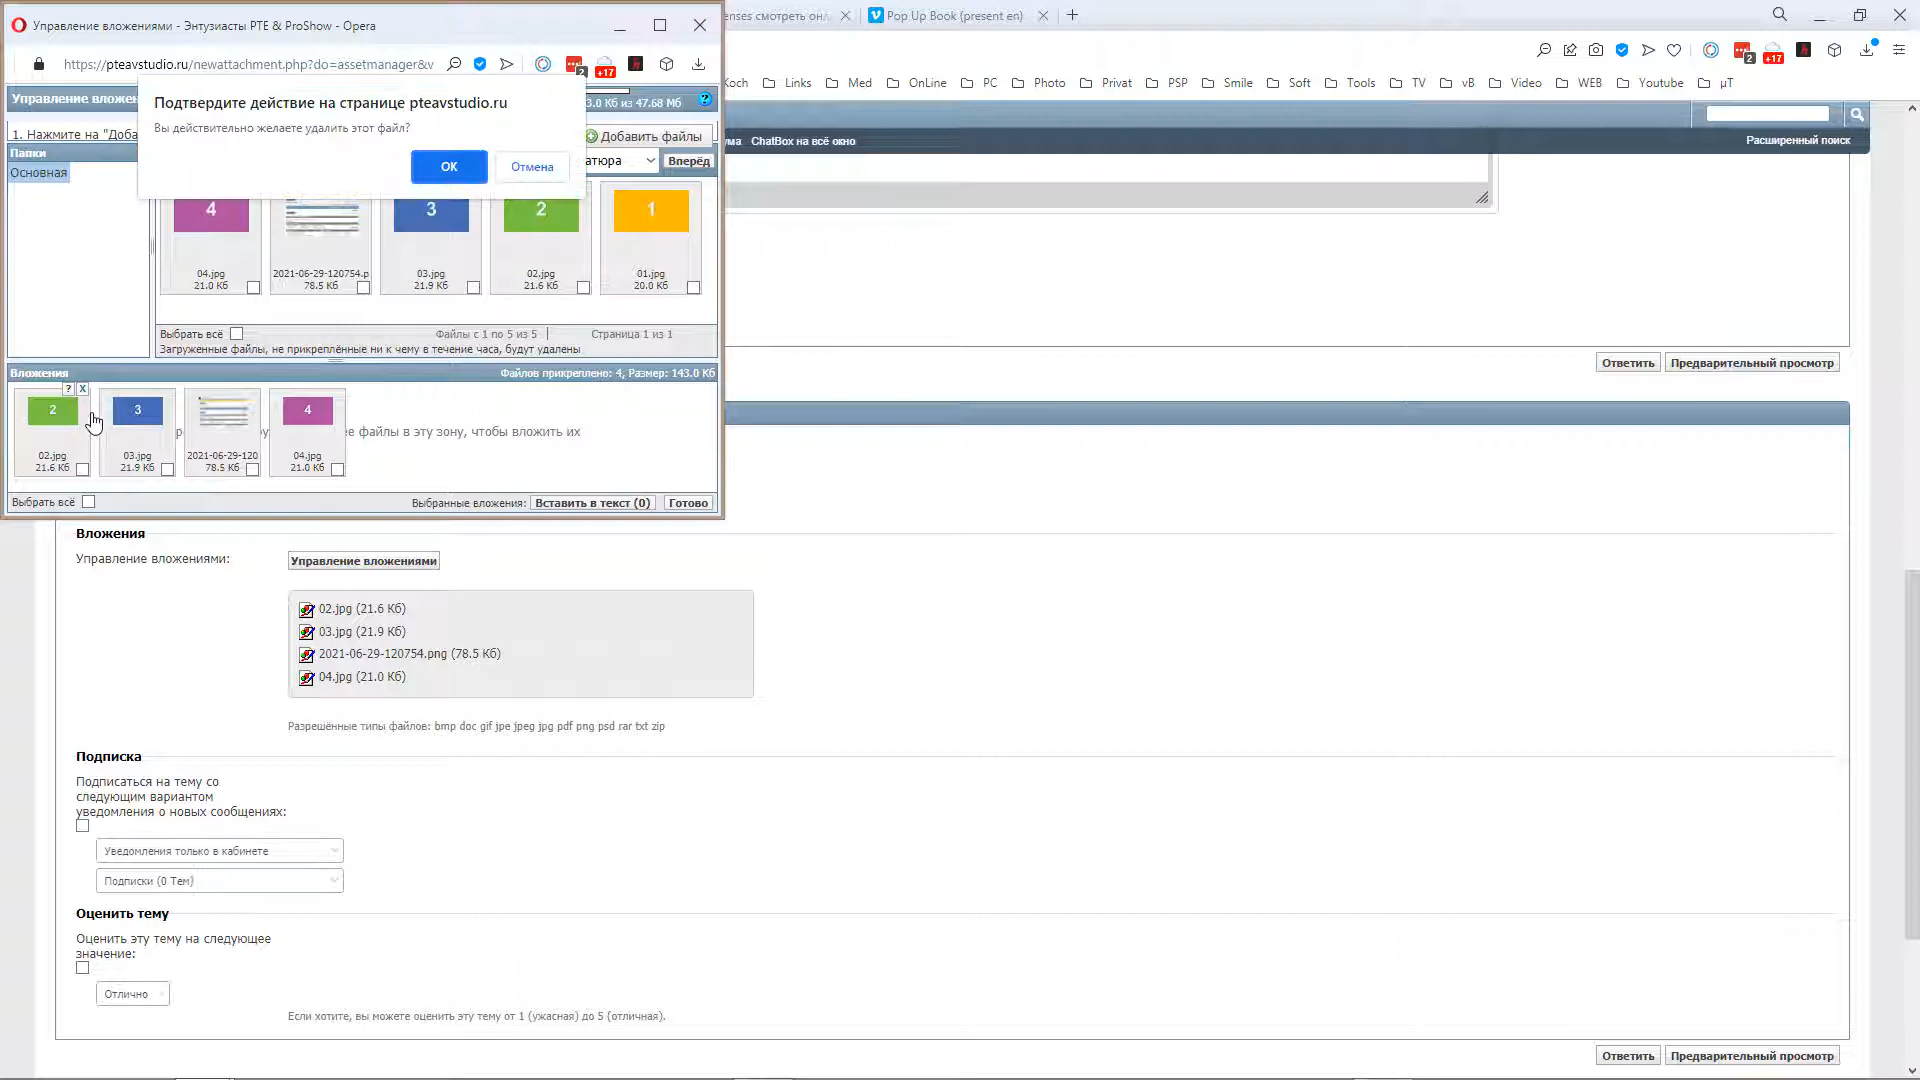 Управление вложениями - Энтузиасты PTE & ProShow - Opera
enses смотреть онл
Pop Up Book (present en)
https://pteavstudio.ru/newattachment.php?do=assetmanager&v
2
+17
2
+17
Koch
Links
Med
OnLine
PC
Photo
Privat
PSP
Smile
Soft
Tools
TV
vB
Video
WEB
Youtube
µT
Управление вложен
Подтвердите действие на странице pteavstudio.ru
3.0 Кб из 47.68 Мб
Вы действительно желаете удалить этот файл?
1. Нажмите на "Доба
Добавить файлы
ChatBox на всё окно
Расширенный поиск
Папки
OK
Отмена
атюра
Вперёд
Основная
4
3
2
1
04.jpg
21.0 Кб
2021-06-29-120754.p
78.5 Кб
03.jpg
21.9 Кб
02.jpg
21.6 Кб
01.jpg
20.0 Кб
Выбрать всё
Файлы с 1 по 5 из 5
Страница 1 из 1
Загруженные файлы, не прикреплённые ни к чему в течение часа, будут удалены
Ответить
Предварительный просмотр
Вложения
Файлов прикреплено: 4, Размер: 143.0 Кб
? X
2
3
4
е файлы в эту зону, чтобы вложить их
02.jpg
21.6 Кб
03.jpg
21.9 Кб
2021-06-29-120
78.5 Кб
04.jpg
21.0 Кб
Выбрать всё
Выбранные вложения:
Вставить в текст (0)
Готово
Вложения
Управление вложениями:
Управление вложениями
02.jpg (21.6 Кб)
03.jpg (21.9 Кб)
2021-06-29-120754.png (78.5 Кб)
04.jpg (21.0 Кб)
Разрешённые типы файлов: bmp doc gif jpe jpeg jpg pdf png psd rar txt zip
Подписка
Подписаться на тему со
следующим вариантом
уведомления о новых сообщениях:
Уведомления только в кабинете
Подписки (0 Тем)
Оценить тему
Оценить эту тему на следующее
значение:
Отлично
Если хотите, вы можете оценить эту тему от 1 (ужасная) до 5 (отличная).
Ответить
Предварительный просмотр